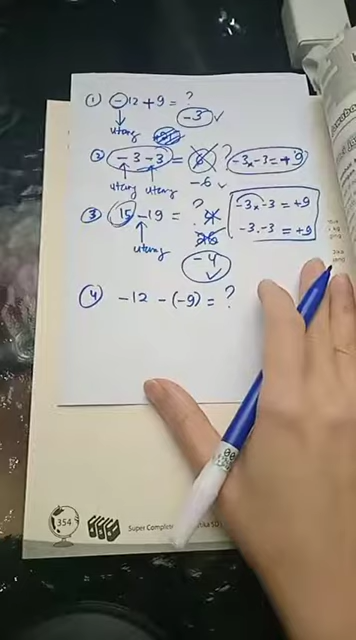 ① -12 + 9 = ?
-3 ✓
utang
② -3 -3 = 6 ? -3 x -3 = +9
utang utang -6 ✓
③ 15 - 19 = ? -3 x -3 = +9
-3 . -3 = +9
utang
-4 ✓
④ -12 - (-9) = ?
354 Super Complete